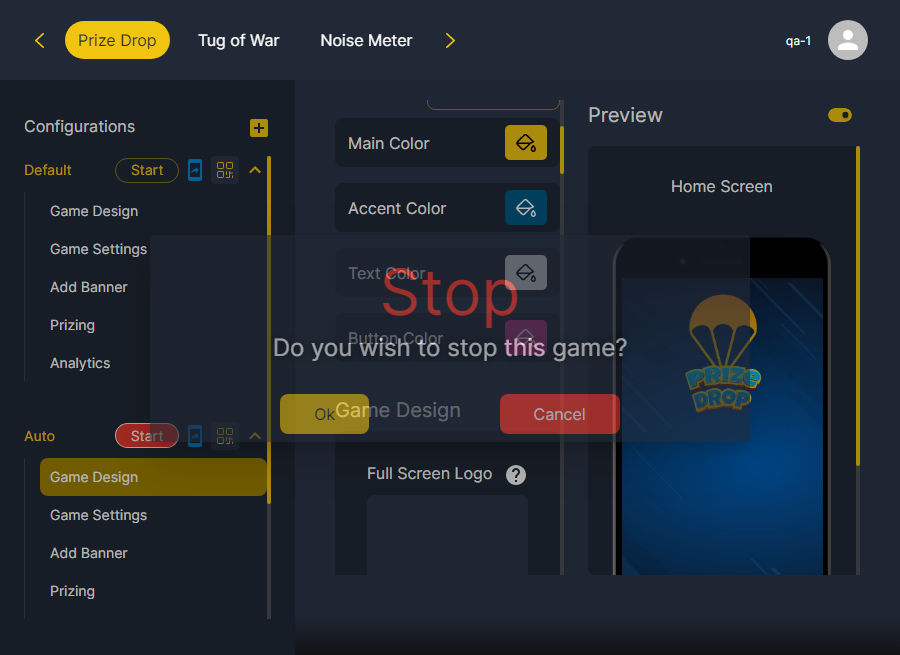 Prize Drop
Tug of War
Noise Meter
qa-1
Configurations
Default
Start
Game Design
Game Settings
Add Banner
Prizing
Analytics
Auto
Start
Game Design
Game Settings
Add Banner
Prizing
Main Color
Accent Color
Text Color
Button Color
Stop
Do you wish to stop this game?
Ok
Cancel
Game Design
Full Screen Logo
?
Preview
Home Screen
PRIZE
DROP